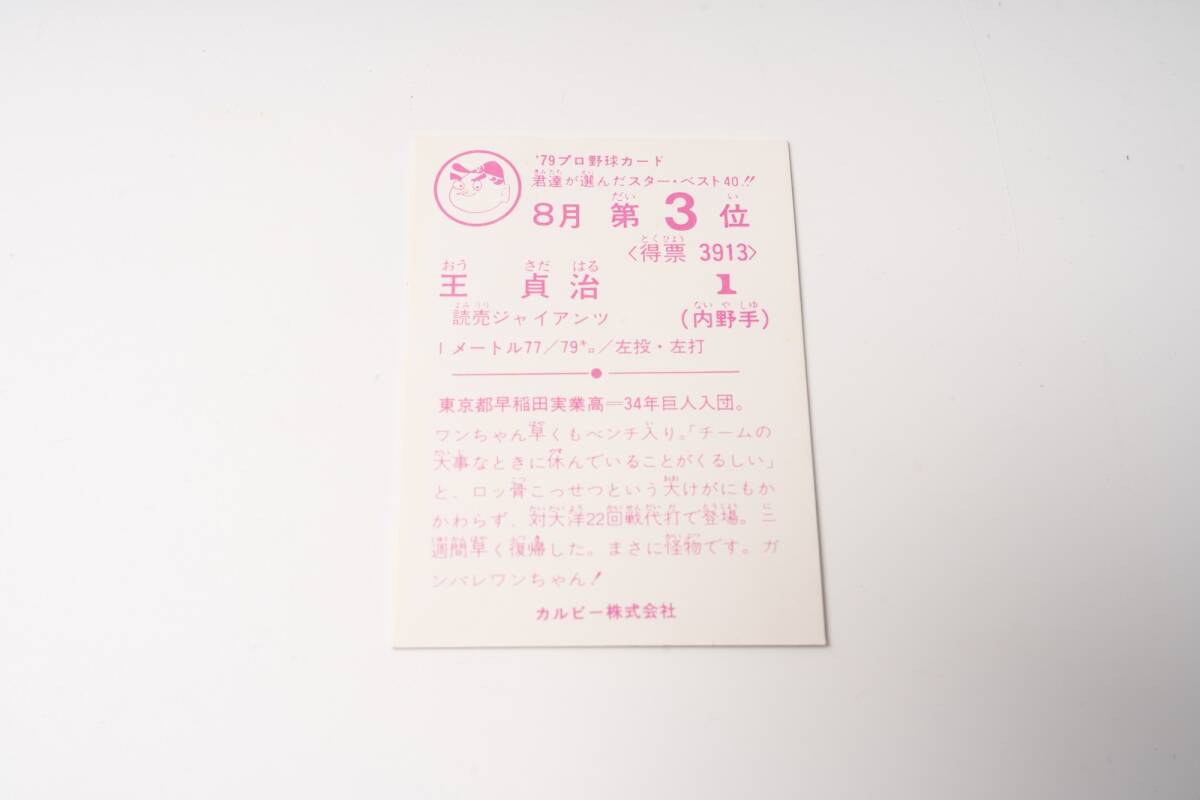 '79プロ野球カード
君達が選んだスター・ベスト40!!
8月 第 3 位
〈得票 3913〉
王 貞治 1
読売ジャイアンツ (内野手)
1メートル77/79キロ/左投・左打
東京都早稲田実業高=34年巨人入団。
ワンちゃん早くもベンチ入り。「チームの
大事なときに休んでいることがくるしい」
と、ロッ骨こっせつという大けがにもか
かわらず、対大洋22回戦代打で登場。二
週間早く復帰した。まさに怪物です。ガ
ンバレワンちゃん!
カルビー株式会社